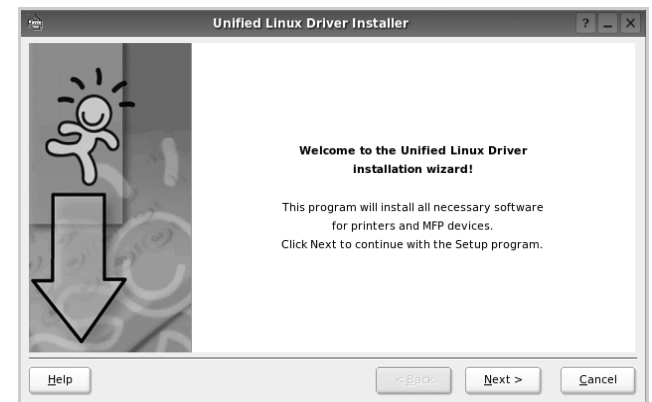 Unified Linux Driver Installer
Welcome to the Unified Linux Driver
installation wizard!
This program will install all necessary software
for printers and MFP devices.
Click Next to continue with the Setup program.
Help
< Back
Next >
Cancel